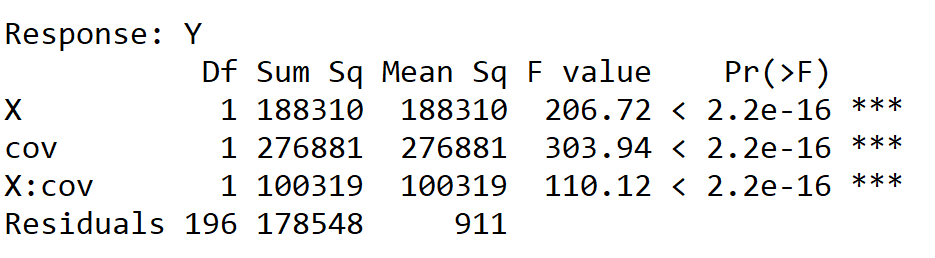 Response: Y
Df Sum Sq Mean Sq F value Pr(>F)
X 1 188310 188310 206.72 < 2.2e-16 ***
cov 1 276881 276881 303.94 < 2.2e-16 ***
X:cov 1 100319 100319 110.12 < 2.2e-16 ***
Residuals 196 178548 911